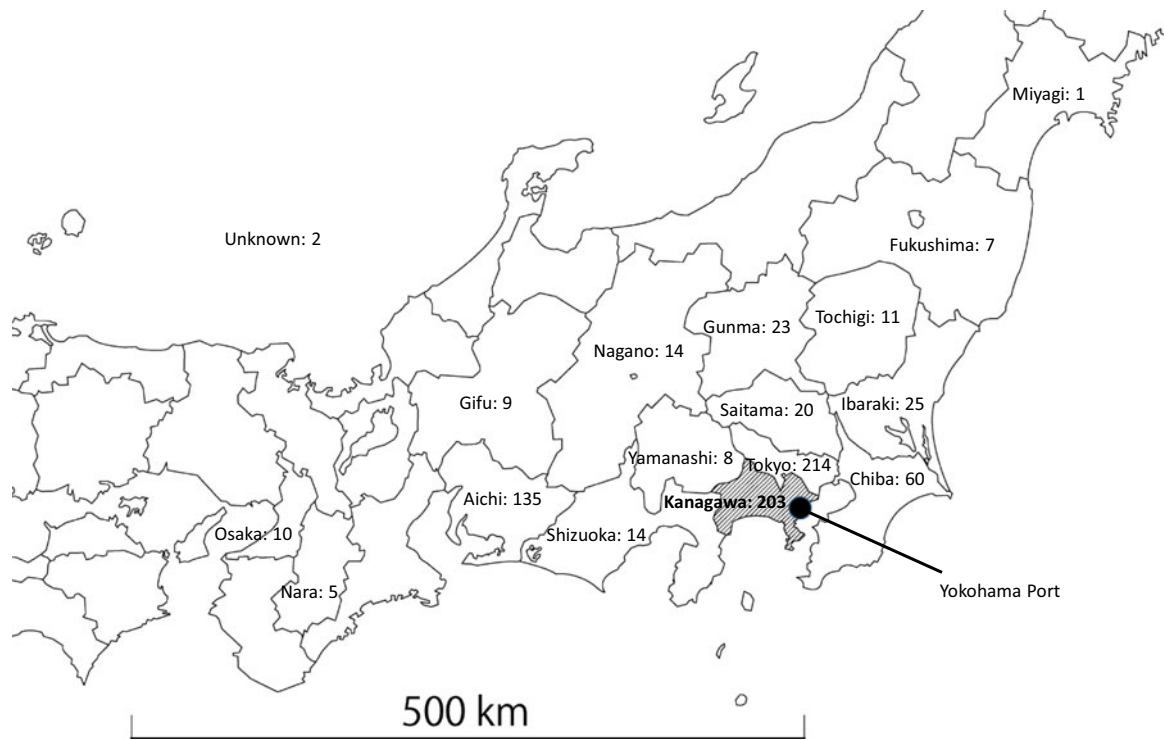 Miyagi: 1
Unknown: 2
Fukushima: 7
Gunma: 23
Tochigi: 11
Nagano: 14
Gifu: 9
Saitama: 20
Ibaraki: 25
Yamanashi: 8
Tokyo: 214
Chiba: 60
Aichi: 135
Kanagawa: 203
Osaka: 10
Shizuoka: 14
Nara: 5
Yokohama Port
500 km